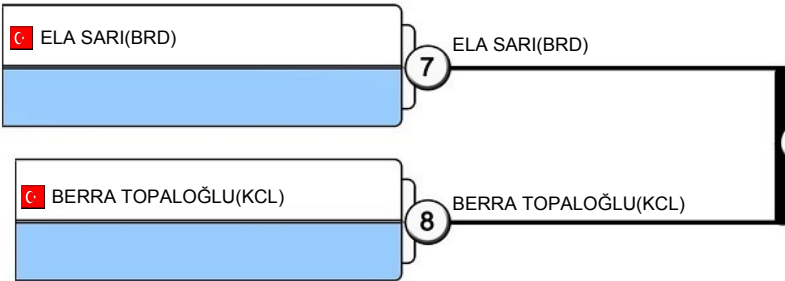 ELA SARI(BRD)
7
ELA SARI(BRD)
BERRA TOPALOĞLU(KCL)
8
BERRA TOPALOĞLU(KCL)